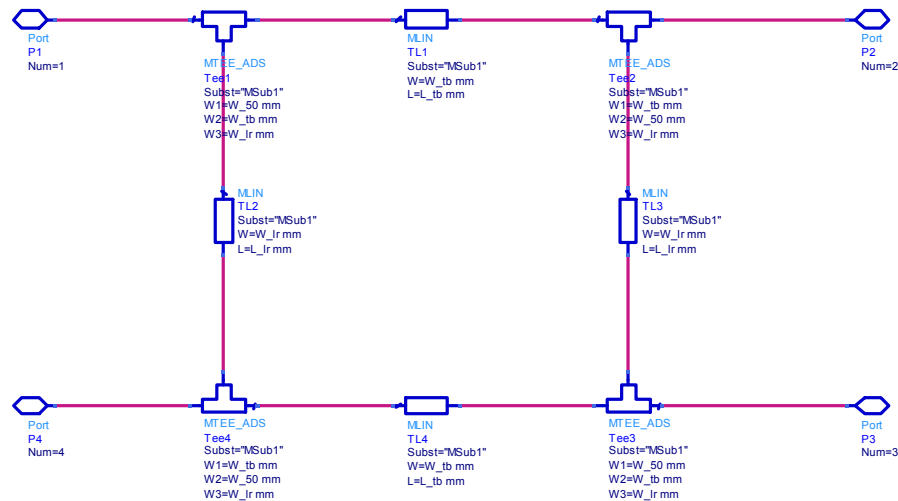 Port
P1
Num=1
MTEE_ADS
Tee1
Subst="MSub1"
W1=W_50 mm
W2=W_tb mm
W3=W_lr mm
MLIN
TL1
Subst="MSub1"
W=W_tb mm
L=L_tb mm
MTEE_ADS
Tee2
Subst="MSub1"
W1=W_tb mm
W2=W_50 mm
W3=W_lr mm
Port
P2
Num=2
MLIN
TL2
Subst="MSub1"
W=W_lr mm
L=L_lr mm
MLIN
TL3
Subst="MSub1"
W=W_lr mm
L=L_lr mm
Port
P4
Num=4
MTEE_ADS
Tee4
Subst="MSub1"
W1=W_tb mm
W2=W_50 mm
W3=W_lr mm
MLIN
TL4
Subst="MSub1"
W=W_tb mm
L=L_tb mm
MTEE_ADS
Tee3
Subst="MSub1"
W1=W_50 mm
W2=W_tb mm
W3=W_lr mm
Port
P3
Num=3